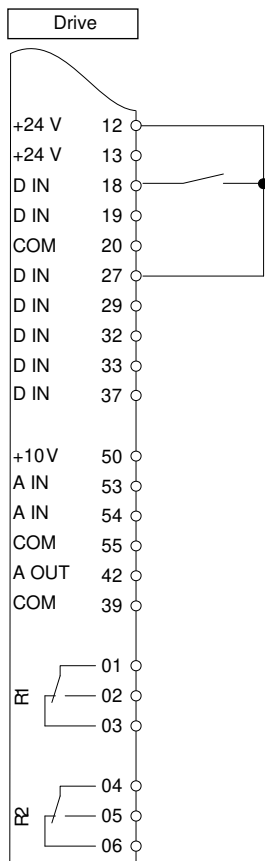 Drive
+24 V 12
+24 V 13
D IN 18
D IN 19
COM 20
D IN 27
D IN 29
D IN 32
D IN 33
D IN 37
+10 V 50
A IN 53
A IN 54
COM 55
A OUT 42
COM 39
R1
01
02
03
R2
04
05
06